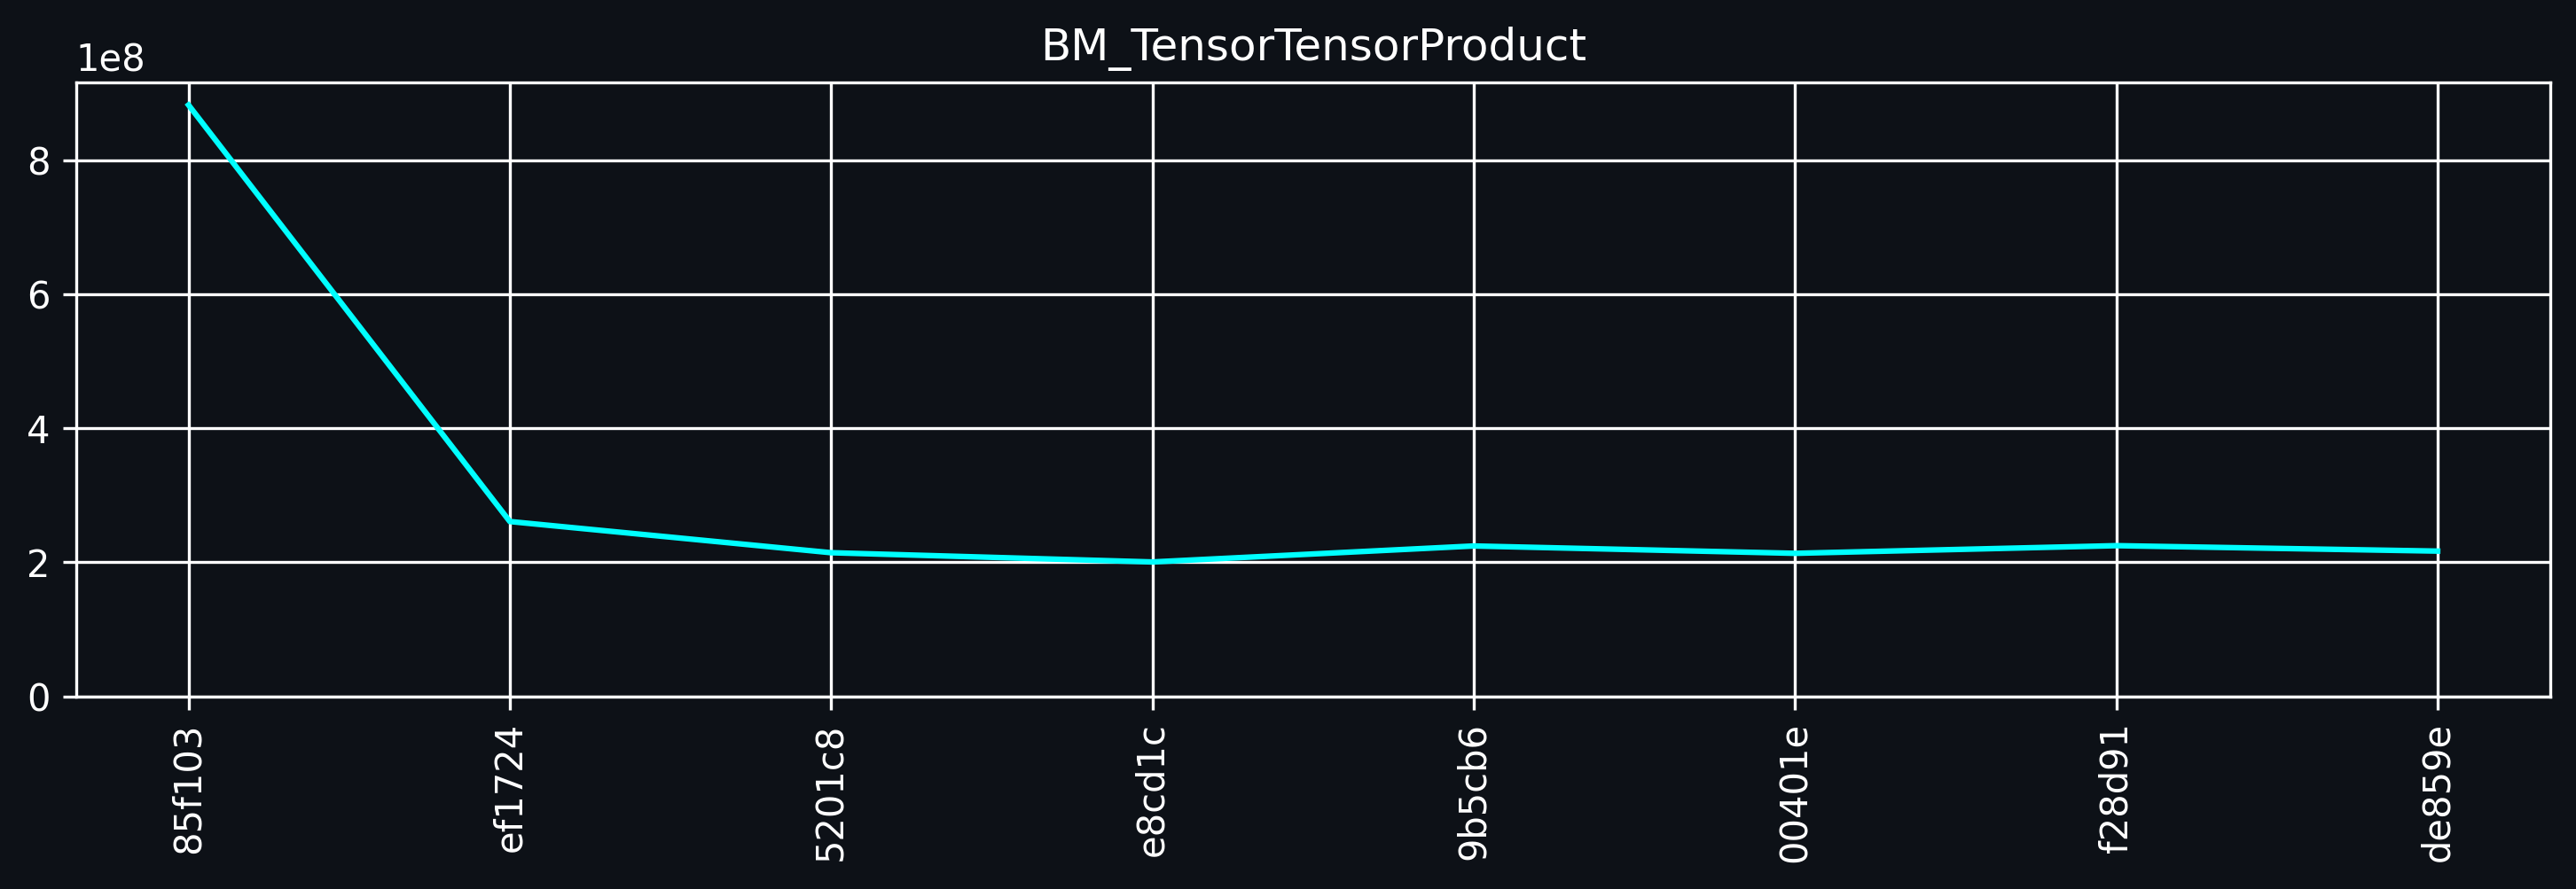 BM_TensorTensorProduct
1e8
8
6
4
2
0
85f103
ef1724
5201c8
e8cd1c
9b5cb6
00401e
f28d91
de859e